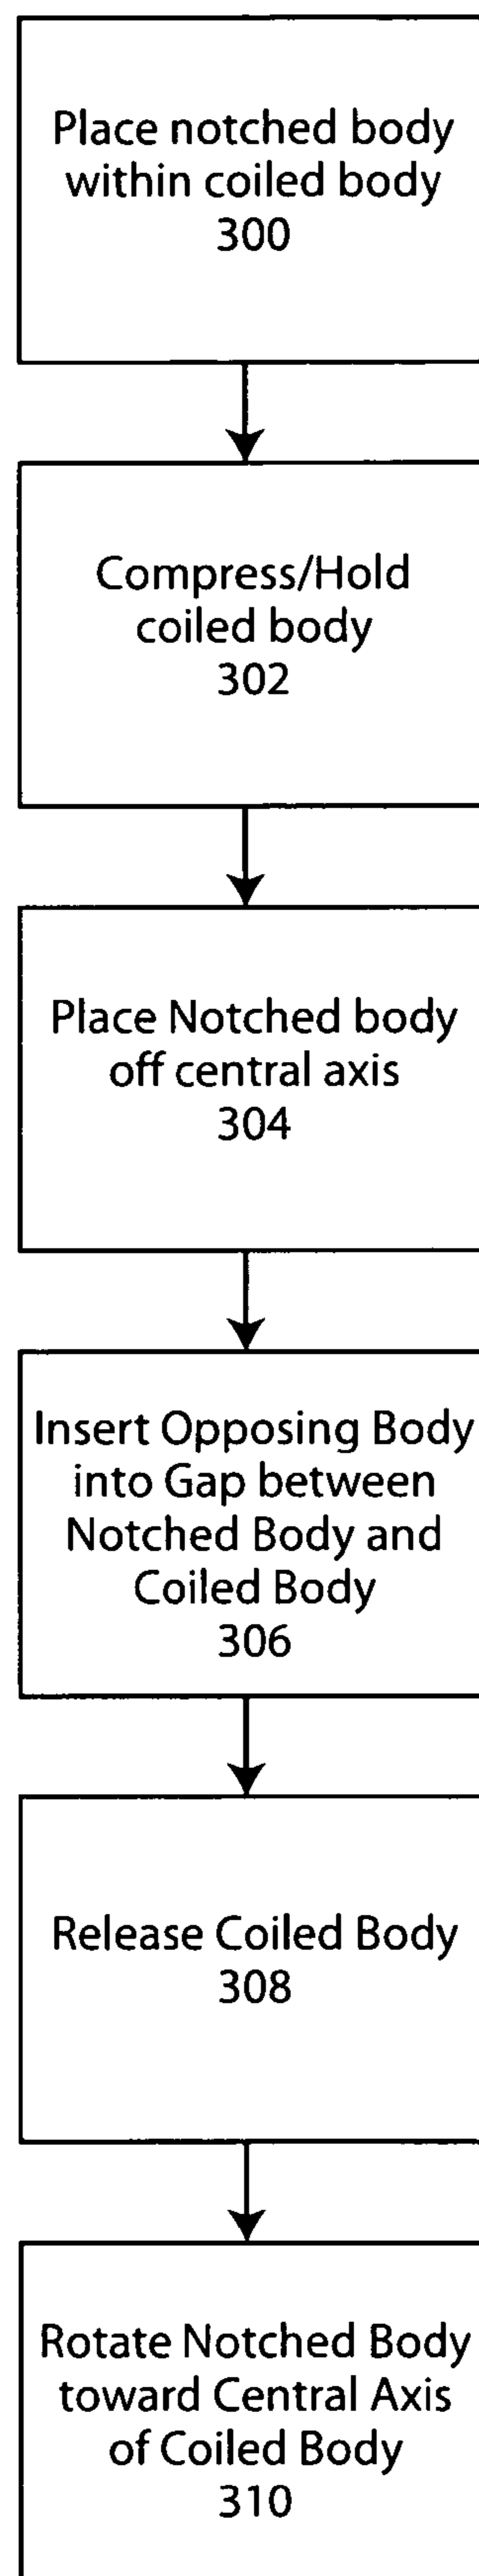 Place notched body
within coiled body
300
Compress/Hold
coiled body
302
Place Notched body
off central axis
304
Insert Opposing Body
into Gap between
Notched Body and
Coiled Body
306
Release Coiled Body
308
Rotate Notched Body
toward Central Axis
of Coiled Body
310